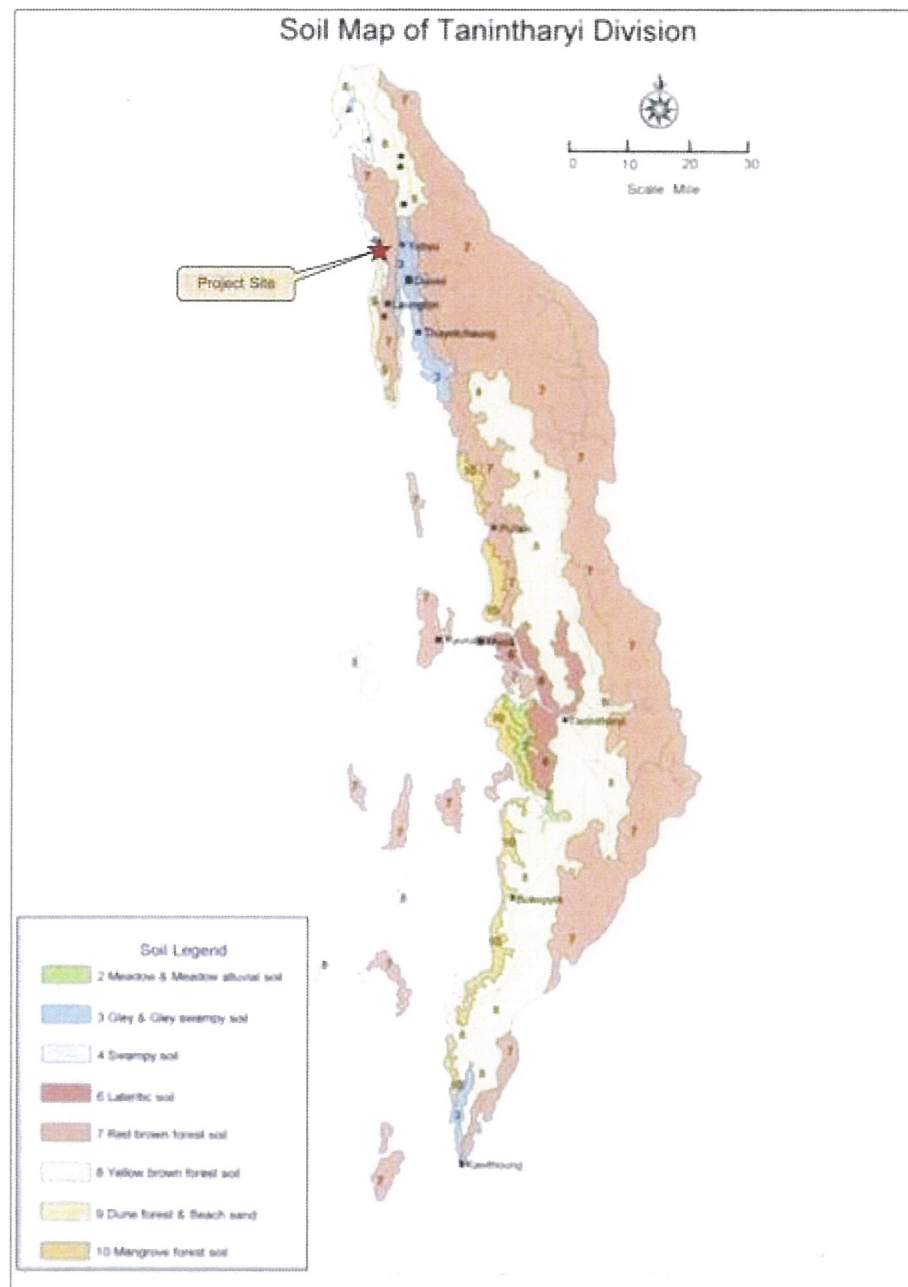 Soil Map of Tanintharyi Division
0 10 20 30
Scale Mile
Project Site
Yebyu
Dawei
Launglon
Thayetchaung
Palaw
Tanintharyi
Bokepyin
Kawthoung
Soil Legend
2 Meadow & Meadow alluvial soil
3 Gley & Gley swampy soil
4 Swampy soil
6 Lateritic soil
7 Red brown forest soil
8 Yellow brown forest soil
9 Dune forest & Beach sand
10 Mangrove forest soil